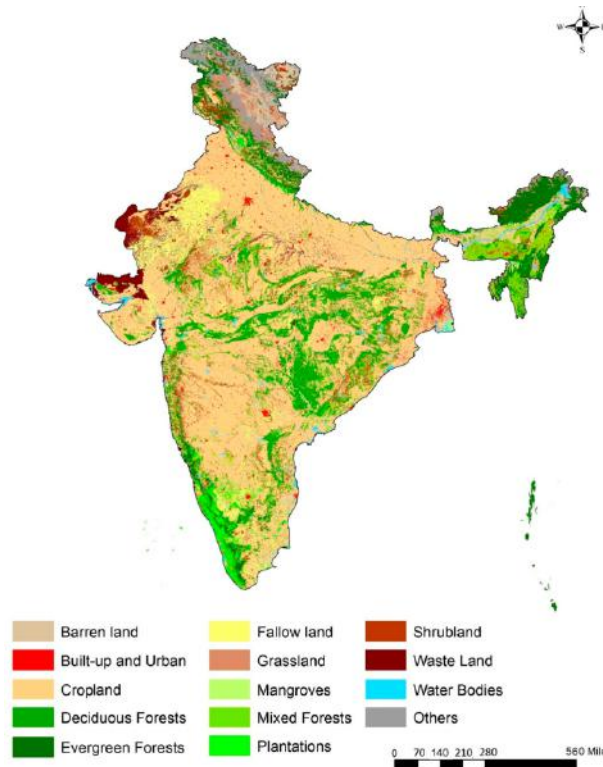 W
S
Barren land
Fallow land
Shrubland
Built-up and Urban
Grassland
Waste Land
Cropland
Mangroves
Water Bodies
Deciduous Forests
Mixed Forests
Others
Evergreen Forests
Plantations
0 70 140 210 280 560 Mile